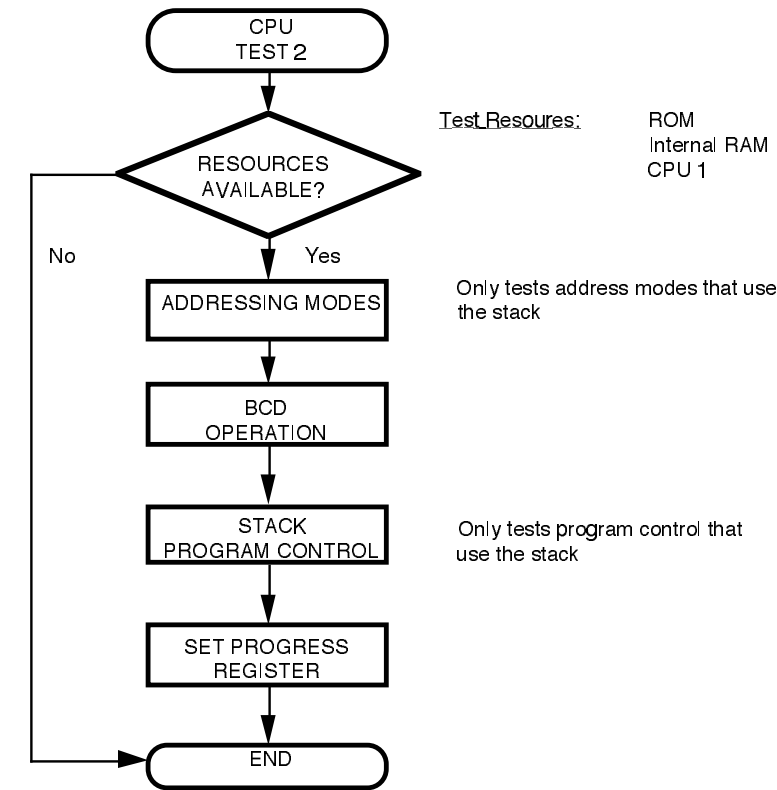 CPU
TEST 2
Test Resoures:
ROM
Internal RAM
CPU 1
RESOURCES
AVAILABLE?
No
Yes
ADDRESSING MODES
Only tests address modes that use
the stack
BCD
OPERATION
STACK
PROGRAM CONTROL
Only tests program control that
use the stack
SET PROGRESS
REGISTER
END